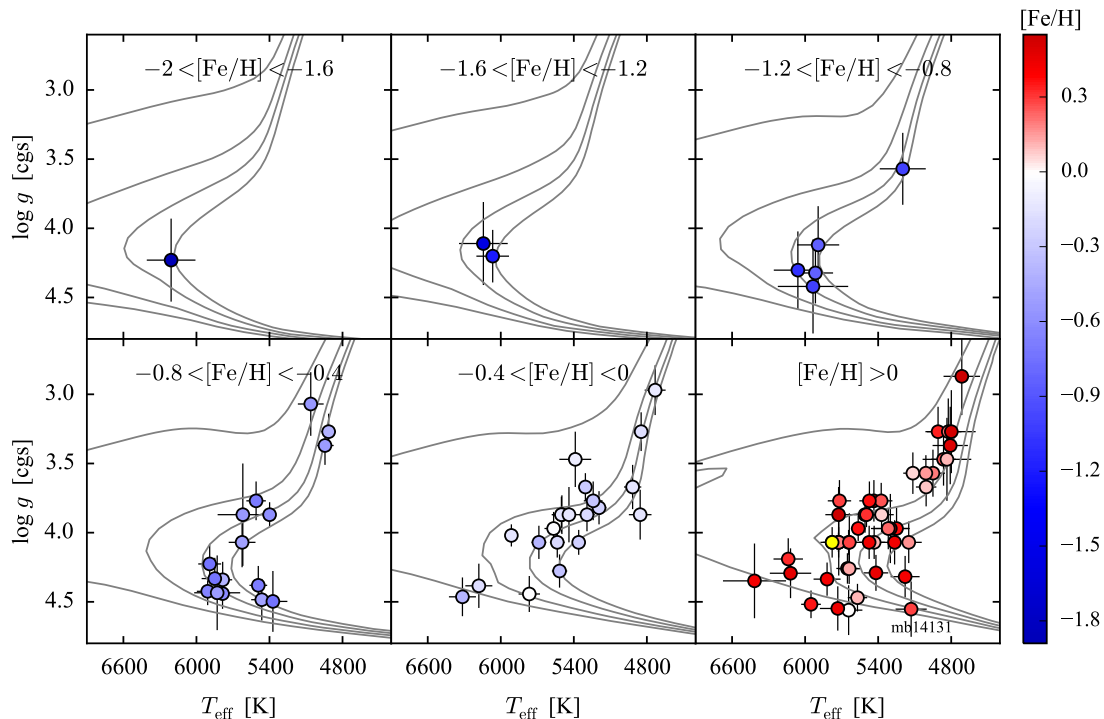 [Fe/H]
−2 <[Fe/H] <−1.6
−1.6 <[Fe/H] <−1.2
−1.2 <[Fe/H] <−0.8
3.0
3.5
4.0
4.5
log g [cgs]
−0.8 <[Fe/H] <−0.4
−0.4 <[Fe/H] <0
[Fe/H] >0
mb14131
3.0
3.5
4.0
4.5
log g [cgs]
6600 6000 5400 4800
6600 6000 5400 4800
6600 6000 5400 4800
Teff [K]
Teff [K]
Teff [K]
0.3
0.0
−0.3
−0.6
−0.9
−1.2
−1.5
−1.8